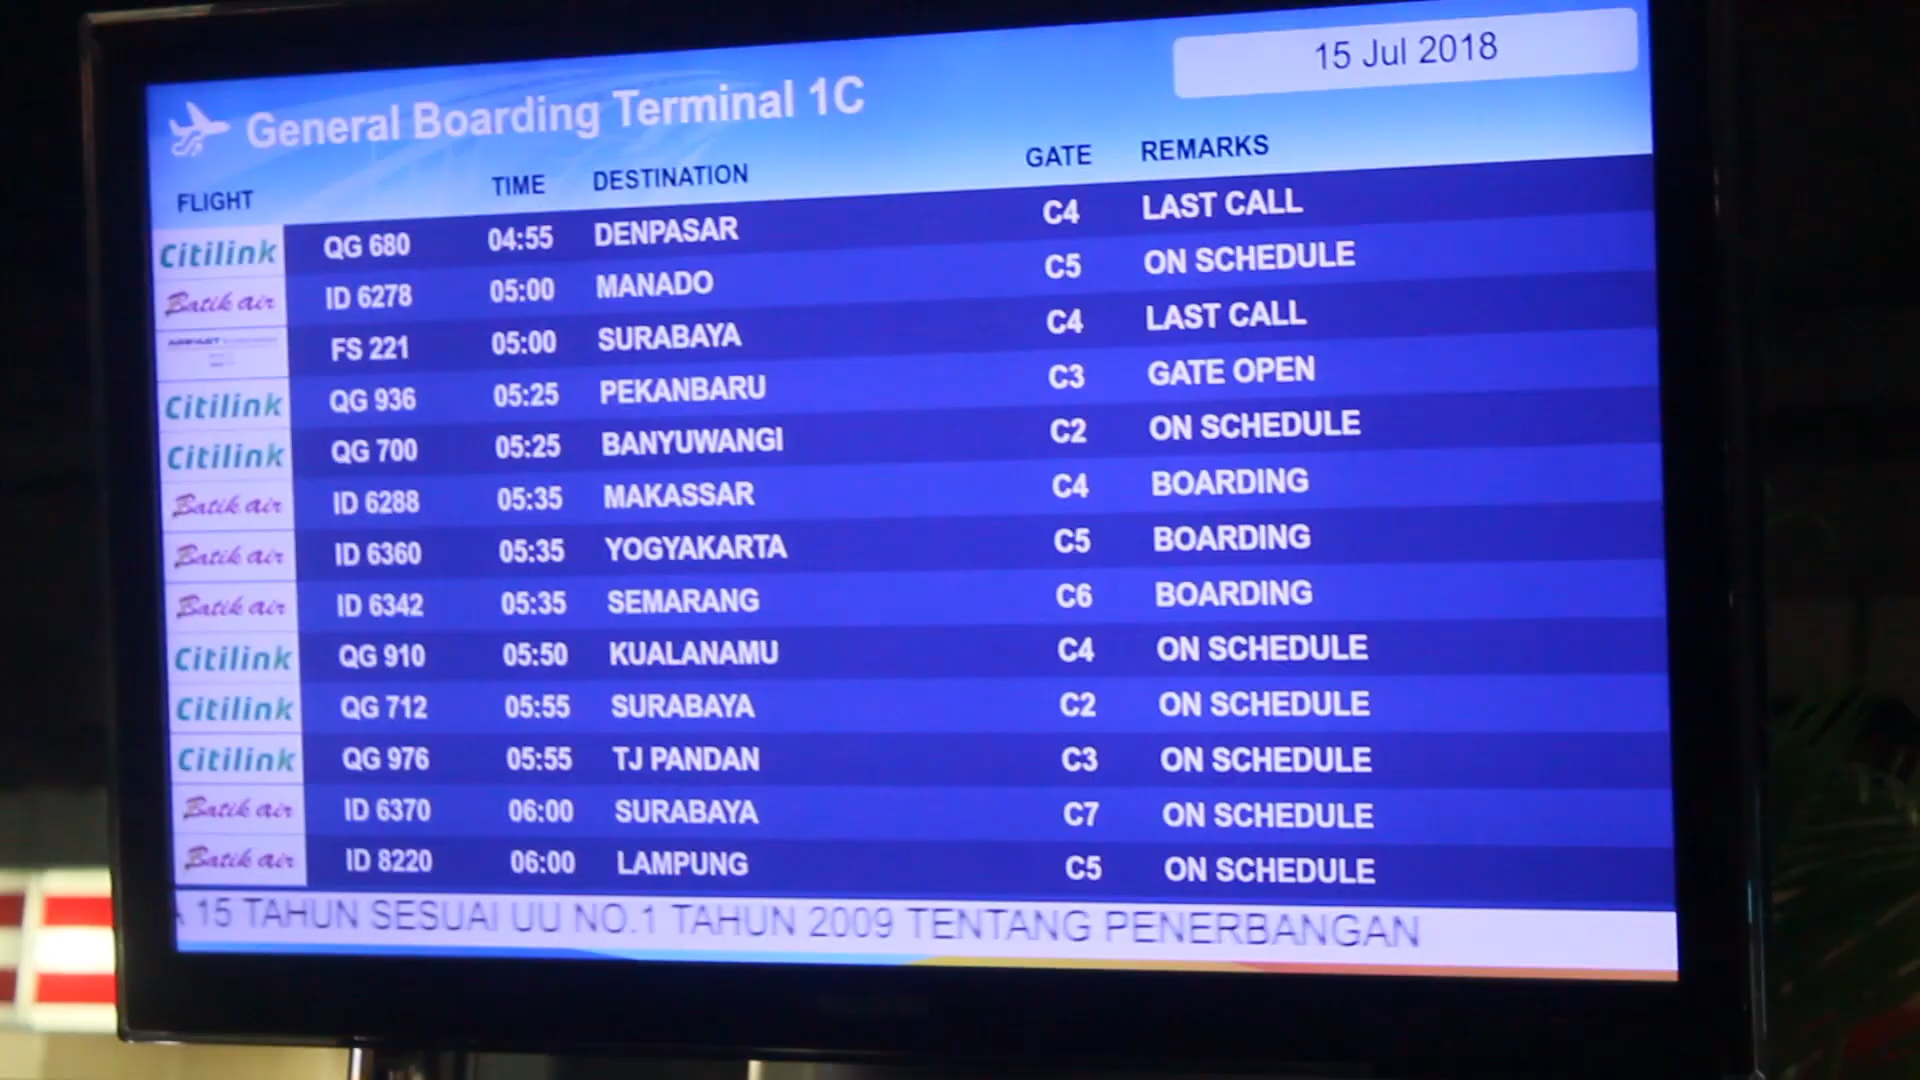 General Boarding Terminal 1C 15 Jul 2018
FLIGHT TIME DESTINATION GATE REMARKS
Citilink QG 680 04:55 DENPASAR C4 LAST CALL
Batik air ID 6278 05:00 MANADO C5 ON SCHEDULE
FS 221 05:00 SURABAYA C4 LAST CALL
Citilink QG 936 05:25 PEKANBARU C3 GATE OPEN
Citilink QG 700 05:25 BANYUWANGI C2 ON SCHEDULE
Batik air ID 6288 05:35 MAKASSAR C4 BOARDING
Batik air ID 6360 05:35 YOGYAKARTA C5 BOARDING
Batik air ID 6342 05:35 SEMARANG C6 BOARDING
Citilink QG 910 05:50 KUALANAMU C4 ON SCHEDULE
Citilink QG 712 05:55 SURABAYA C2 ON SCHEDULE
Citilink QG 976 05:55 TJ PANDAN C3 ON SCHEDULE
Batik air ID 6370 06:00 SURABAYA C7 ON SCHEDULE
Batik air ID 8220 06:00 LAMPUNG C5 ON SCHEDULE
15 TAHUN SESUAI UU NO.1 TAHUN 2009 TENTANG PENERBANGAN